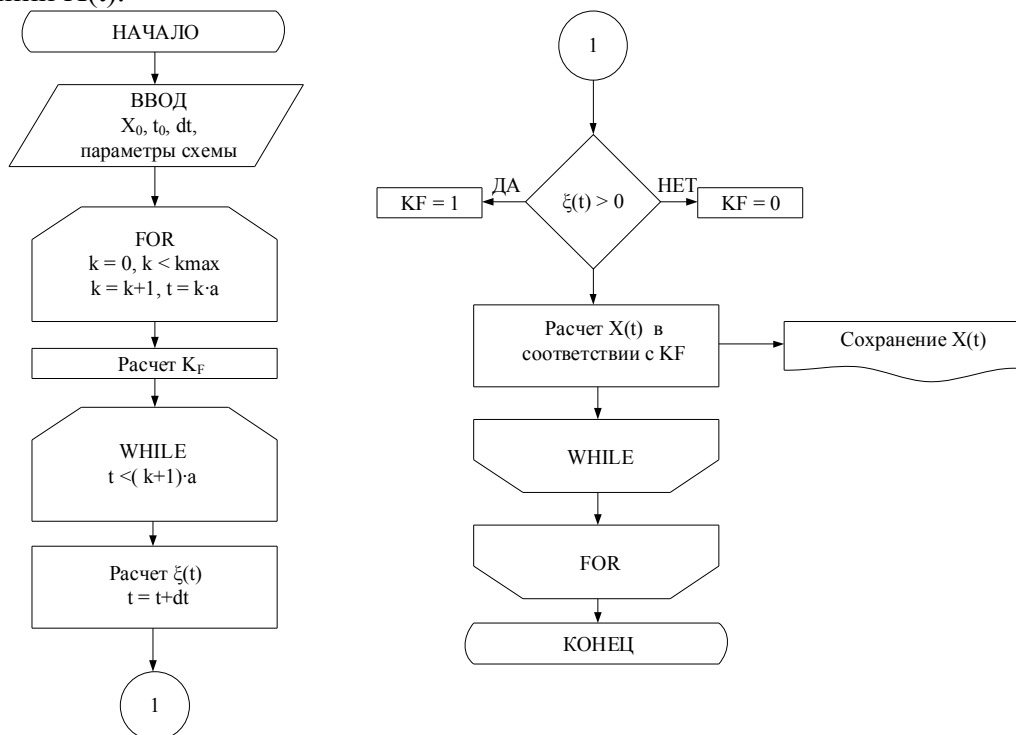 НАЧАЛО
ВВОД
X₀, t₀, dt,
параметры схемы
FOR
k = 0, k < kmax
k = k+1, t = k·a
Расчет K_F
WHILE
t <( k+1)·a
Расчет ξ(t)
t = t+dt
1
1
ξ(t) > 0
ДА
НЕТ
KF = 1
KF = 0
Расчет X(t) в
соответствии с KF
Сохранение X(t)
WHILE
FOR
КОНЕЦ